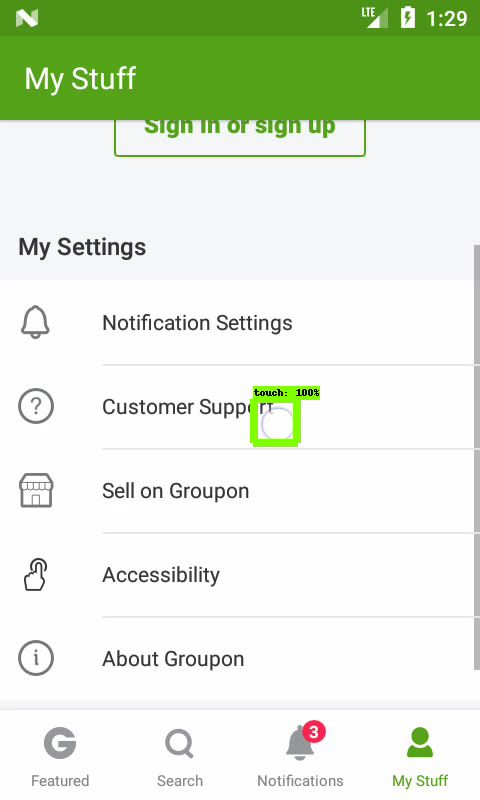 LTE 1:29
My Stuff
Sign in or sign up
My Settings
Notification Settings
touch: 100%
Customer Support
Sell on Groupon
Accessibility
About Groupon
3
Featured
Search
Notifications
My Stuff